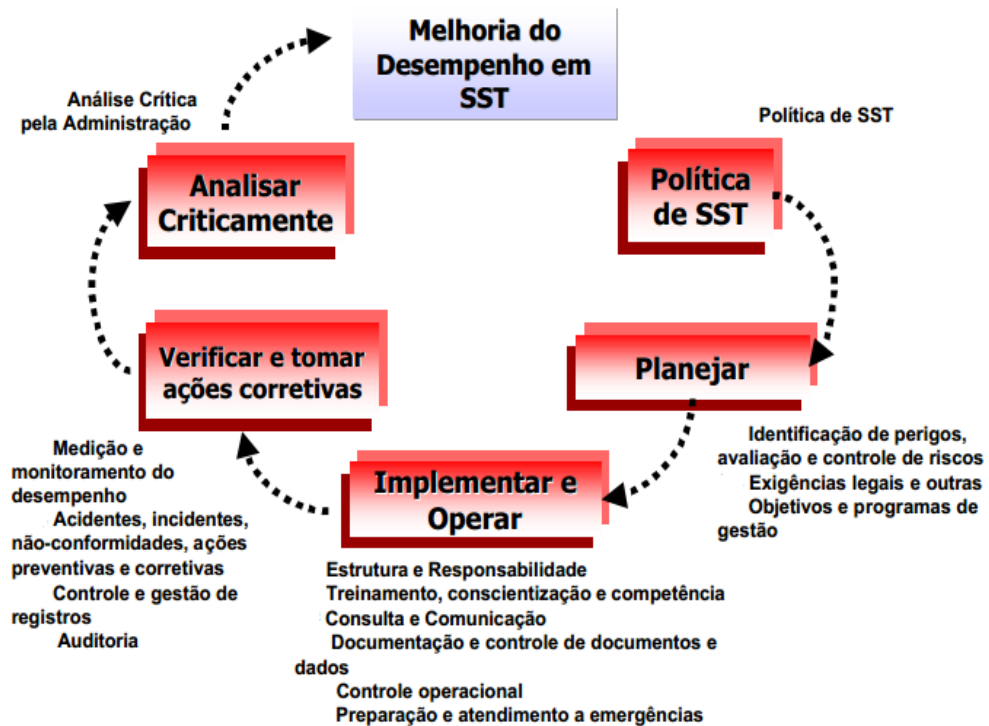 Melhoria do
Desempenho em
SST
Análise Crítica
pela Administração
Política de SST
Analisar
Criticamente
Política
de SST
Verificar e tomar
ações corretivas
Planejar
Identificação de perigos,
avaliação e controle de riscos
Exigências legais e outras
Objetivos e programas de
gestão
Medição e
monitoramento do
desempenho
Acidentes, incidentes,
não-conformidades, ações
preventivas e corretivas
Controle e gestão de
registros
Auditoria
Implementar e
Operar
Estrutura e Responsabilidade
Treinamento, conscientização e competência
Consulta e Comunicação
Documentação e controle de documentos e
dados
Controle operacional
Preparação e atendimento a emergências